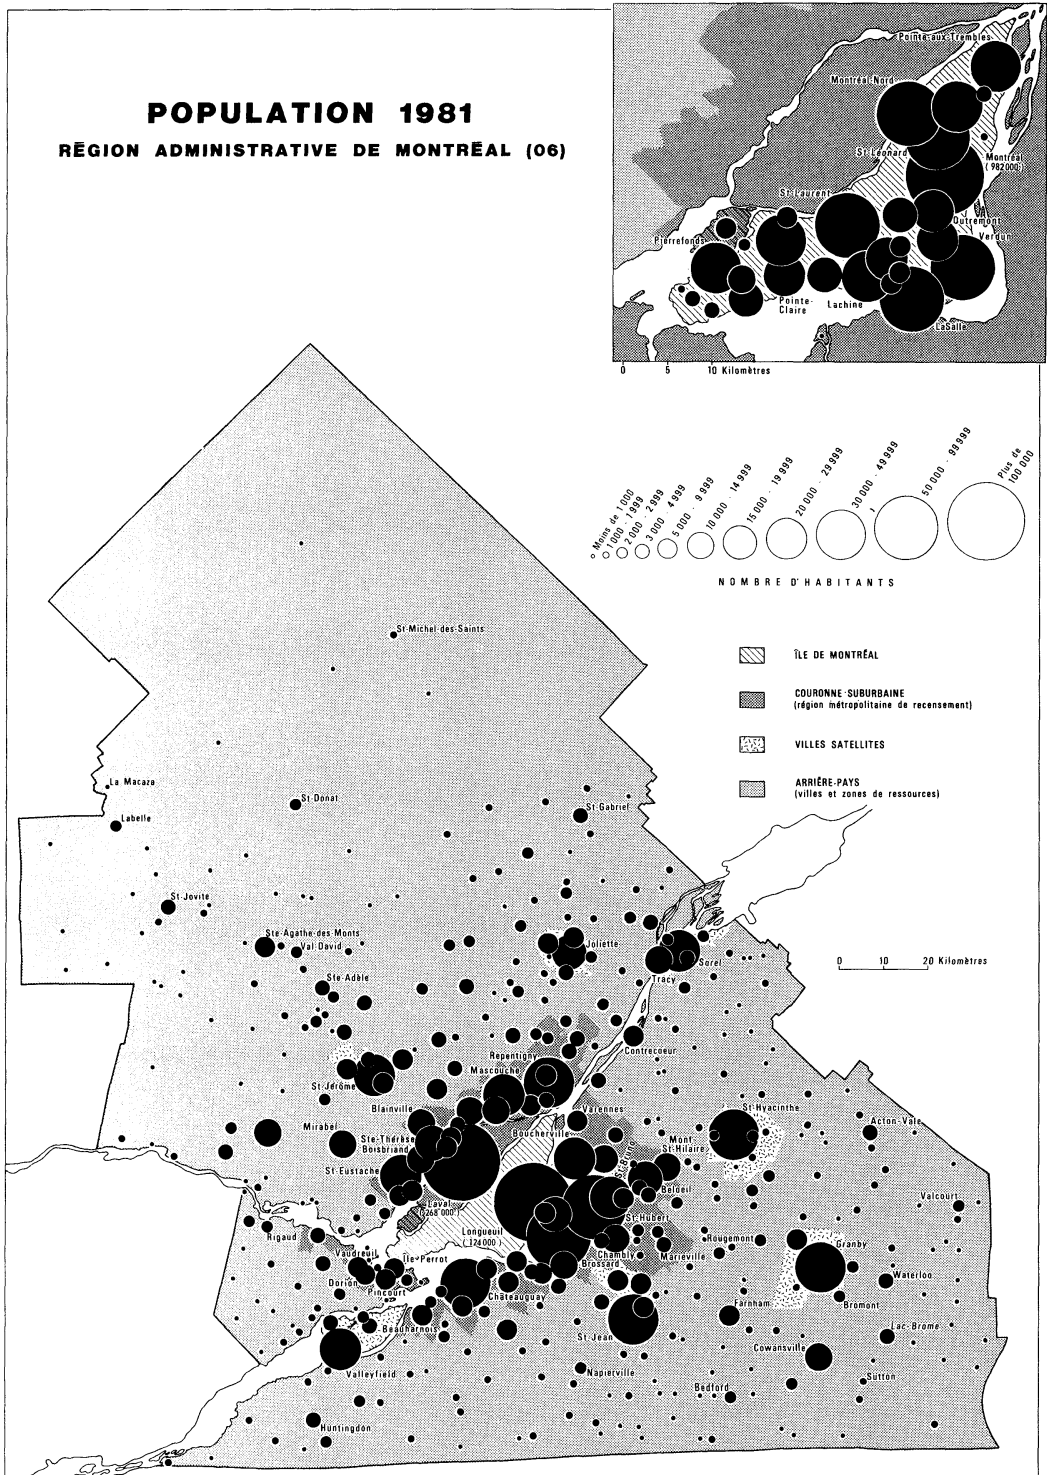 POPULATION 1981
RÉGION ADMINISTRATIVE DE MONTRÉAL (06)
Pointe-aux-Trembles
Montréal-Nord
St-Léonard
Montréal
(982000)
St-Laurent
Outremont
Verdun
Pierrefonds
Pointe-
Claire
Lachine
LaSalle
0 5 10 Kilomètres
Moins de 1 000
1 000 - 1 999
2 000 - 2 999
3 000 - 4 999
5 000 - 9 999
10 000 - 14 999
15 000 - 19 999
20 000 - 29 999
30 000 - 49 999
50 000 - 99 999
Plus de
100 000
NOMBRE D'HABITANTS
ÎLE DE MONTRÉAL
COURONNE SUBURBAINE
(région métropolitaine de recensement)
VILLES SATELLITES
ARRIÈRE-PAYS
(villes et zones de ressources)
St-Michel-des-Saints
La Macaza
St-Donat
St-Gabriel
Labelle
St-Jovite
Ste-Agathe-des-Monts
Val-David
Joliette
Sorel
0 10 20 Kilomètres
Ste-Adèle
Tracy
Contrecoeur
Repentigny
Mascouche
St-Jérôme
Blainville
Varennes
St-Hyacinthe
Acton-Vale
Mirabel
Ste-Thérèse
Boucherville
Mont-
St-Hilaire
Boisbriand
St-Bruno
St-Eustache
Beloeil
Valcourt
Laval
(268 000)
St-Hubert
Longueuil
(124000)
Rigaud
Rougemont
Granby
Vaudreuil
Île-Perrot
Chambly
Marieville
Brossard
Dorion
Pincourt
Waterloo
Châteauguay
Bromont
Farnham
Beauharnois
St-Jean
Lac-Brome
Cowansville
Valleyfield
Napierville
Sutton
Bedford
Huntingdon